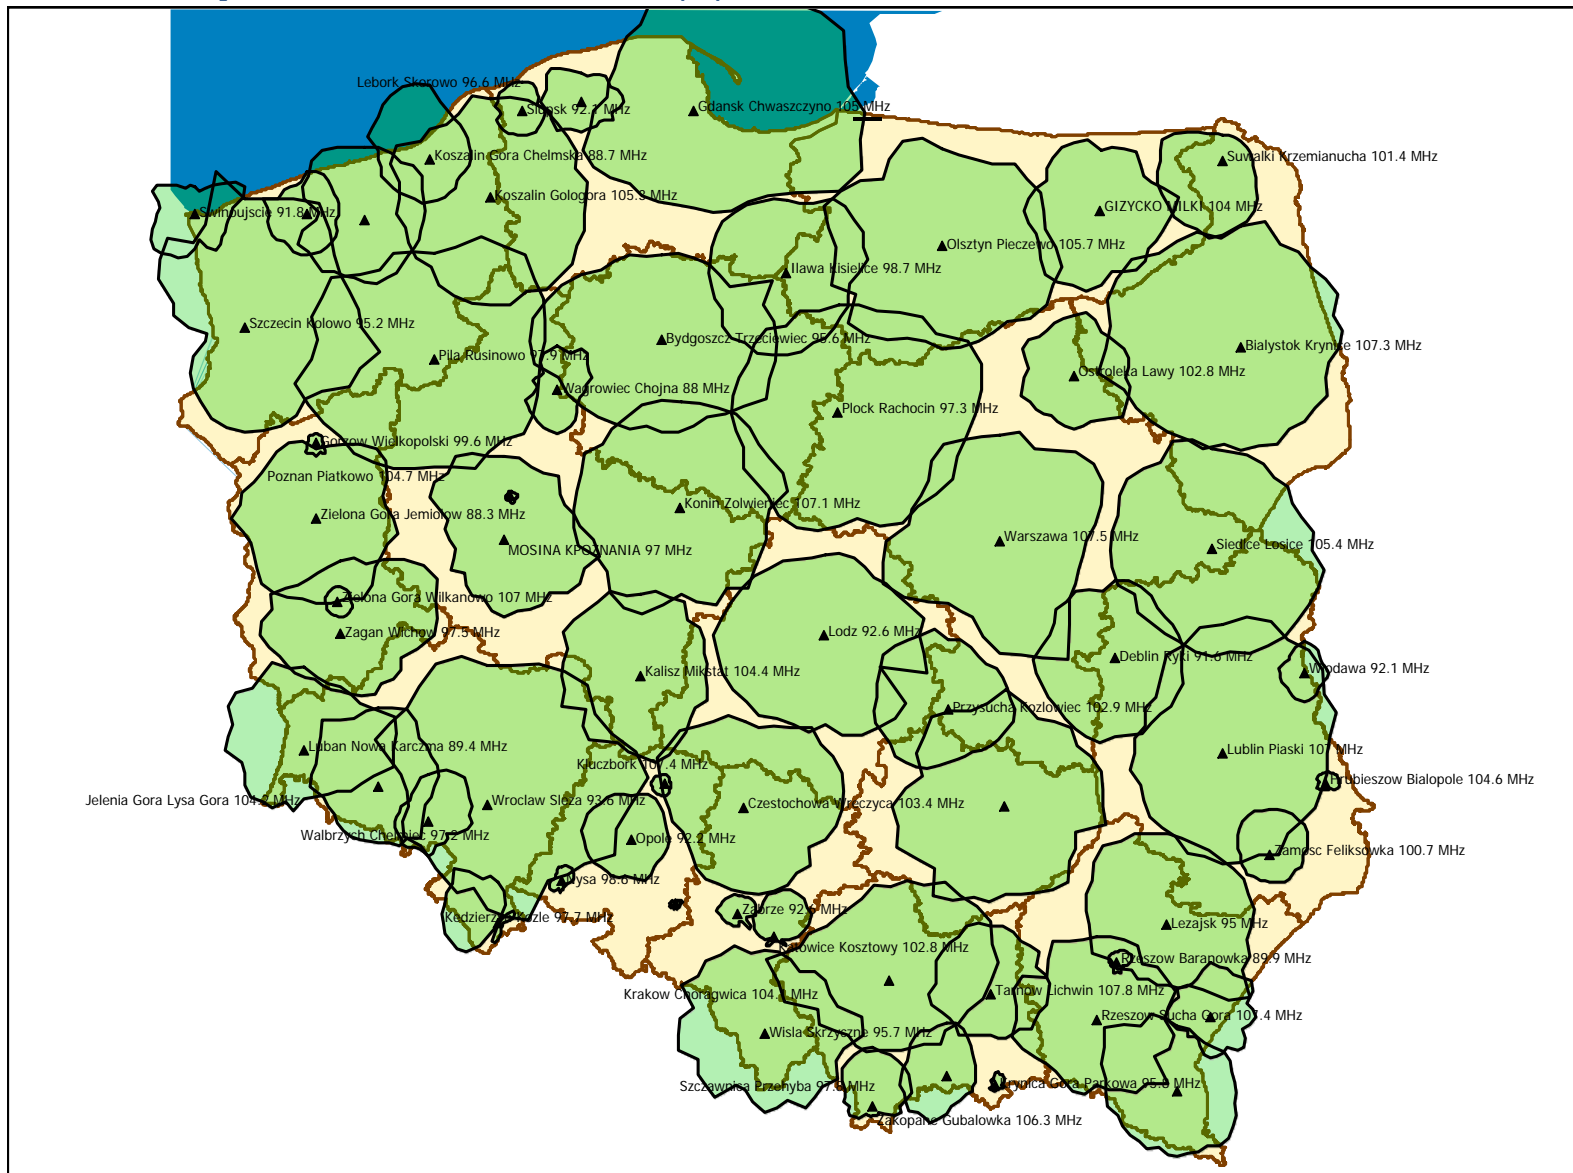 Lebork Skorowo 96.6 MHz
Slupsk 92.1 MHz
Gdansk Chwaszczyno 105 MHz
Koszalin Gora Chelmska 88.7 MHz
Suwalki Krzemianucha 101.4 MHz
Koszalin Gologora 105.3 MHz
Swinoujscie 91.8 MHz
GIZYCKO MILKI 104 MHz
Olsztyn Pieczewo 105.7 MHz
Ilawa Kisielice 98.7 MHz
Szczecin Kolowo 95.2 MHz
Bydgoszcz Trzeciewiec 95.6 MHz
Bialystok Krynice 107.3 MHz
Pila Rusinowo 97.9 MHz
Ostroleka Lawy 102.8 MHz
Wagrowiec Chojna 88 MHz
Plock Rachocin 97.3 MHz
Gorzow Wielkopolski 99.6 MHz
Poznan Piatkowo 104.7 MHz
Konin Zolwieniec 107.1 MHz
Zielona Gora Jemiolow 88.3 MHz
Warszawa 107.5 MHz
Siedlce Losice 105.4 MHz
MOSINA KPOZNANIA 97 MHz
Zielona Gora Wilkanowo 107 MHz
Zagan Wichow 97.5 MHz
Lodz 92.6 MHz
Deblin Ryki 91.6 MHz
Wlodawa 92.1 MHz
Kalisz Mikstat 104.4 MHz
Przysucha Kozlowiec 102.9 MHz
Luban Nowa Karczma 89.4 MHz
Lublin Piaski 107 MHz
Kluczbork 107.4 MHz
Hrubieszow Bialopole 104.6 MHz
Jelenia Gora Lysa Gora 104.2 MHz
Wroclaw Sleza 93.6 MHz
Czestochowa Wreczyca 103.4 MHz
Walbrzych Chelmiec 97.2 MHz
Opole 92.2 MHz
Zamosc Feliksowka 100.7 MHz
Nysa 98.6 MHz
Zabrze 92.6 MHz
Kedzierzyn Kozle 97.7 MHz
Lezajsk 95 MHz
Katowice Kosztowy 102.8 MHz
Rzeszow Baranowka 89.9 MHz
Krakow Choragwica 104.1 MHz
Tarnow Lichwin 107.8 MHz
Rzeszow Sucha Gora 107.4 MHz
Wisla Skrzyczne 95.7 MHz
Szczawnica Przehyba 97.5 MHz
Krynica Gora Parkowa 95.8 MHz
Zakopane Gubalowka 106.3 MHz